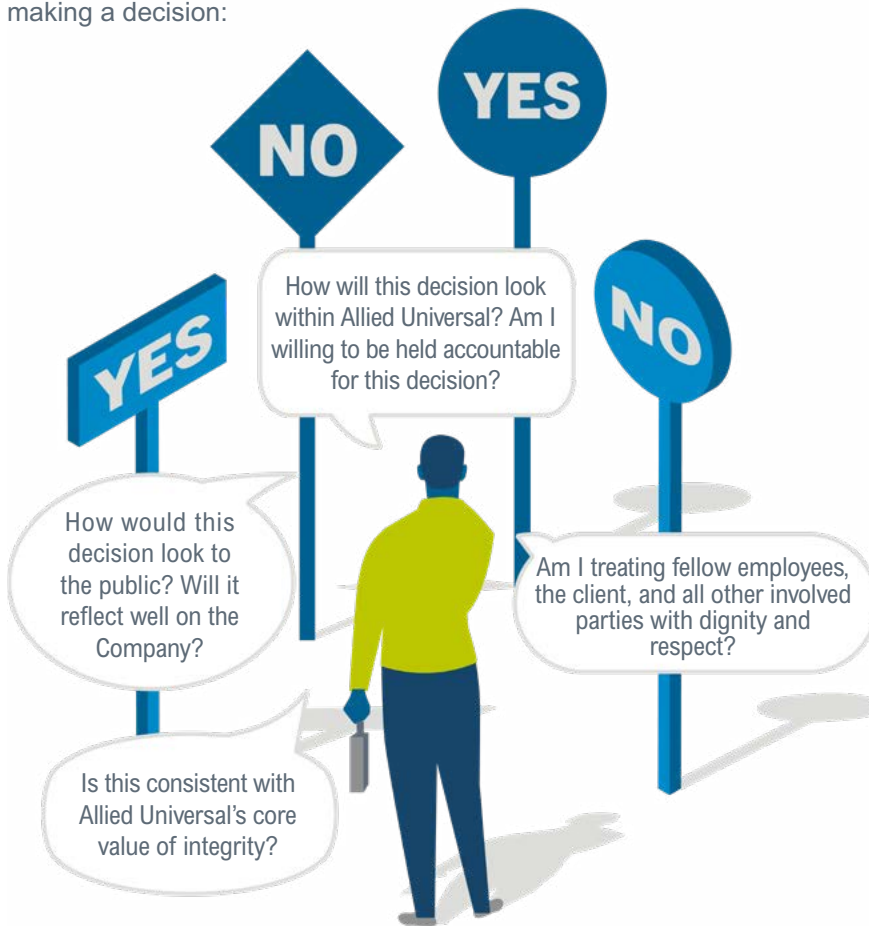 making a decision:
YES
NO
How will this decision look
within Allied Universal? Am I
willing to be held accountable
for this decision?
NO
YES
How would this
decision look to
the public? Will it
reflect well on the
Company?
Am I treating fellow employees,
the client, and all other involved
parties with dignity and
respect?
Is this consistent with
Allied Universal’s core
value of integrity?